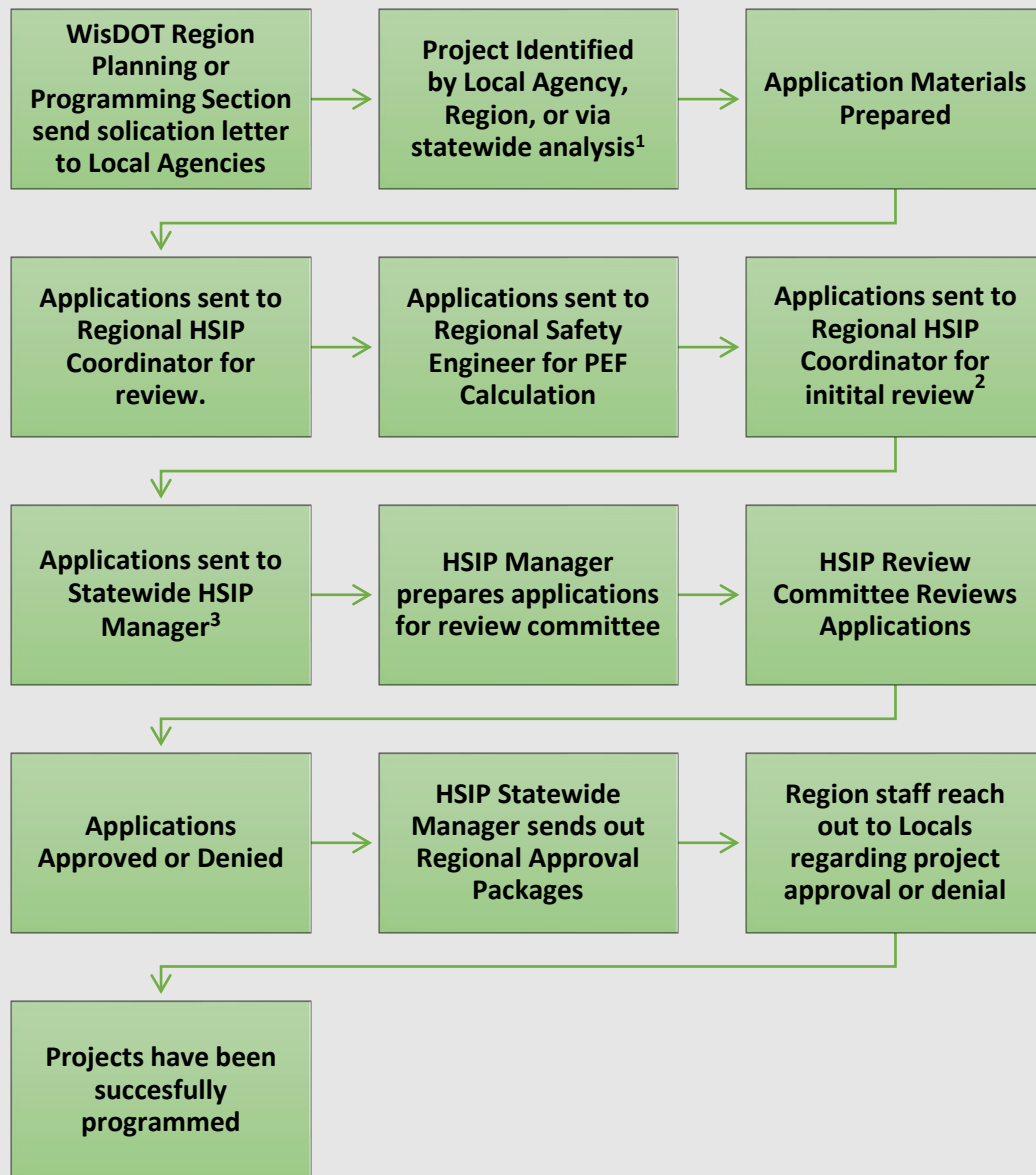 WisDOT Region
Planning or
Programming Section
send solication letter
to Local Agencies
Project Identified
by Local Agency,
Region, or via
statewide analysis¹
Application Materials
Prepared
Applications sent to
Regional HSIP
Coordinator for
review.
Applications sent to
Regional Safety
Engineer for PEF
Calculation
Applications sent to
Regional HSIP
Coordinator for
initital review²
Applications sent to
Statewide HSIP
Manager³
HSIP Manager
prepares applications
for review committee
HSIP Review
Committee Reviews
Applications
Applications
Approved or Denied
HSIP Statewide
Manager sends out
Regional Approval
Packages
Region staff reach
out to Locals
regarding project
approval or denial
Projects have been
succesfully
programmed